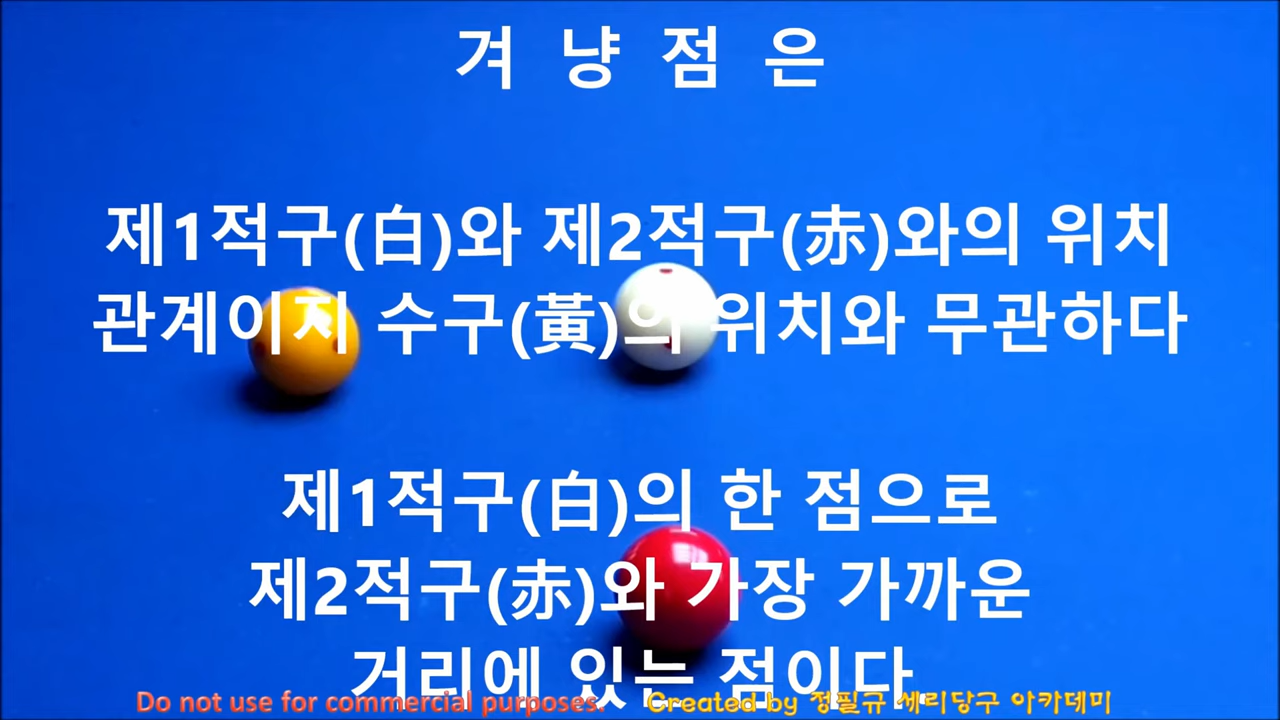 겨 냥 점 은
제1적구(白)와 제2적구(赤)와의 위치
관계이지 수구(黃)의 위치와 무관하다
제1적구(白)의 한 점으로
제2적구(赤)와 가장 가까운
거리에 잇는 점이다.
Do not use for commercial purposes. Created by 정필규 세리당구 아카데미